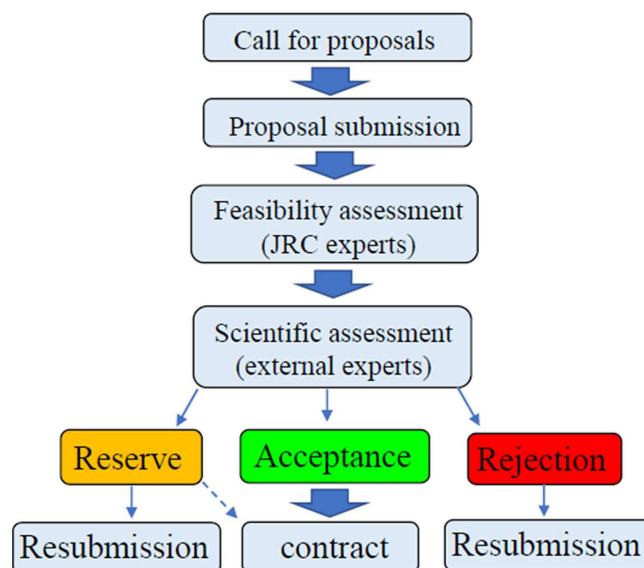 Call for proposals
Proposal submission
Feasibility assessment
(JRC experts)
Scientific assessment
(external experts)
Reserve
Acceptance
Rejection
Resubmission
contract
Resubmission